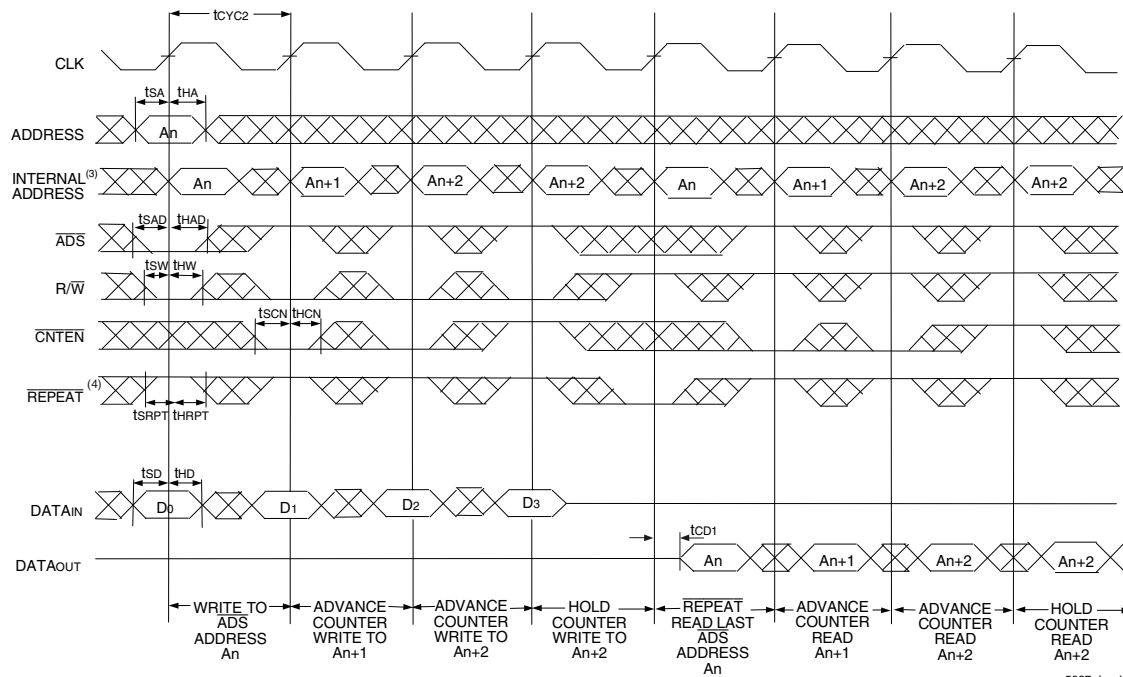 tCYC2
CLK
tSA tHA
ADDRESS An
INTERNAL(3) ADDRESS An An+1 An+2 An+2 An An+1 An+2 An+2
tSAD tHAD
ADS
tSW tHW
R/W
tSCN tHCN
CNTEN
REPEAT (4)
tSRPT tHRPT
tSD tHD
DATAIN D0 D1 D2 D3
tCD1
DATAOUT An An+1 An+2 An+2
WRITE TO
ADS
ADDRESS
An
ADVANCE
COUNTER
WRITE TO
An+1
ADVANCE
COUNTER
WRITE TO
An+2
HOLD
COUNTER
WRITE TO
An+2
REPEAT
READ LAST
ADS
ADDRESS
An
ADVANCE
COUNTER
READ
An+1
ADVANCE
COUNTER
READ
An+2
HOLD
COUNTER
READ
An+2